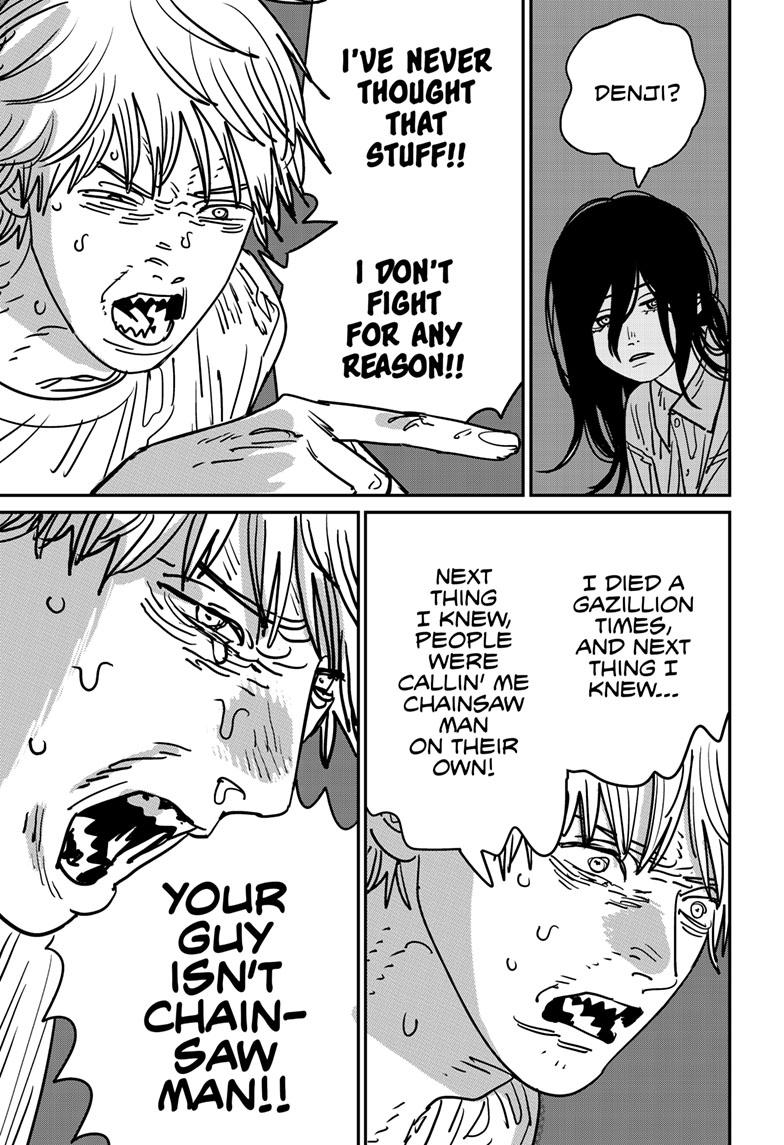 DENJI?
I'VE NEVER
THOUGHT
THAT
STUFF!!
I DON'T
FIGHT
FOR ANY
REASON!!
I DIED A
GAZILLION
TIMES,
AND NEXT
THING I
KNEW...
NEXT
THING
I KNEW,
PEOPLE
WERE
CALLIN' ME
CHAINSAW
MAN
ON THEIR
OWN!
YOUR
GUY
ISN'T
CHAIN-
SAW
MAN!!